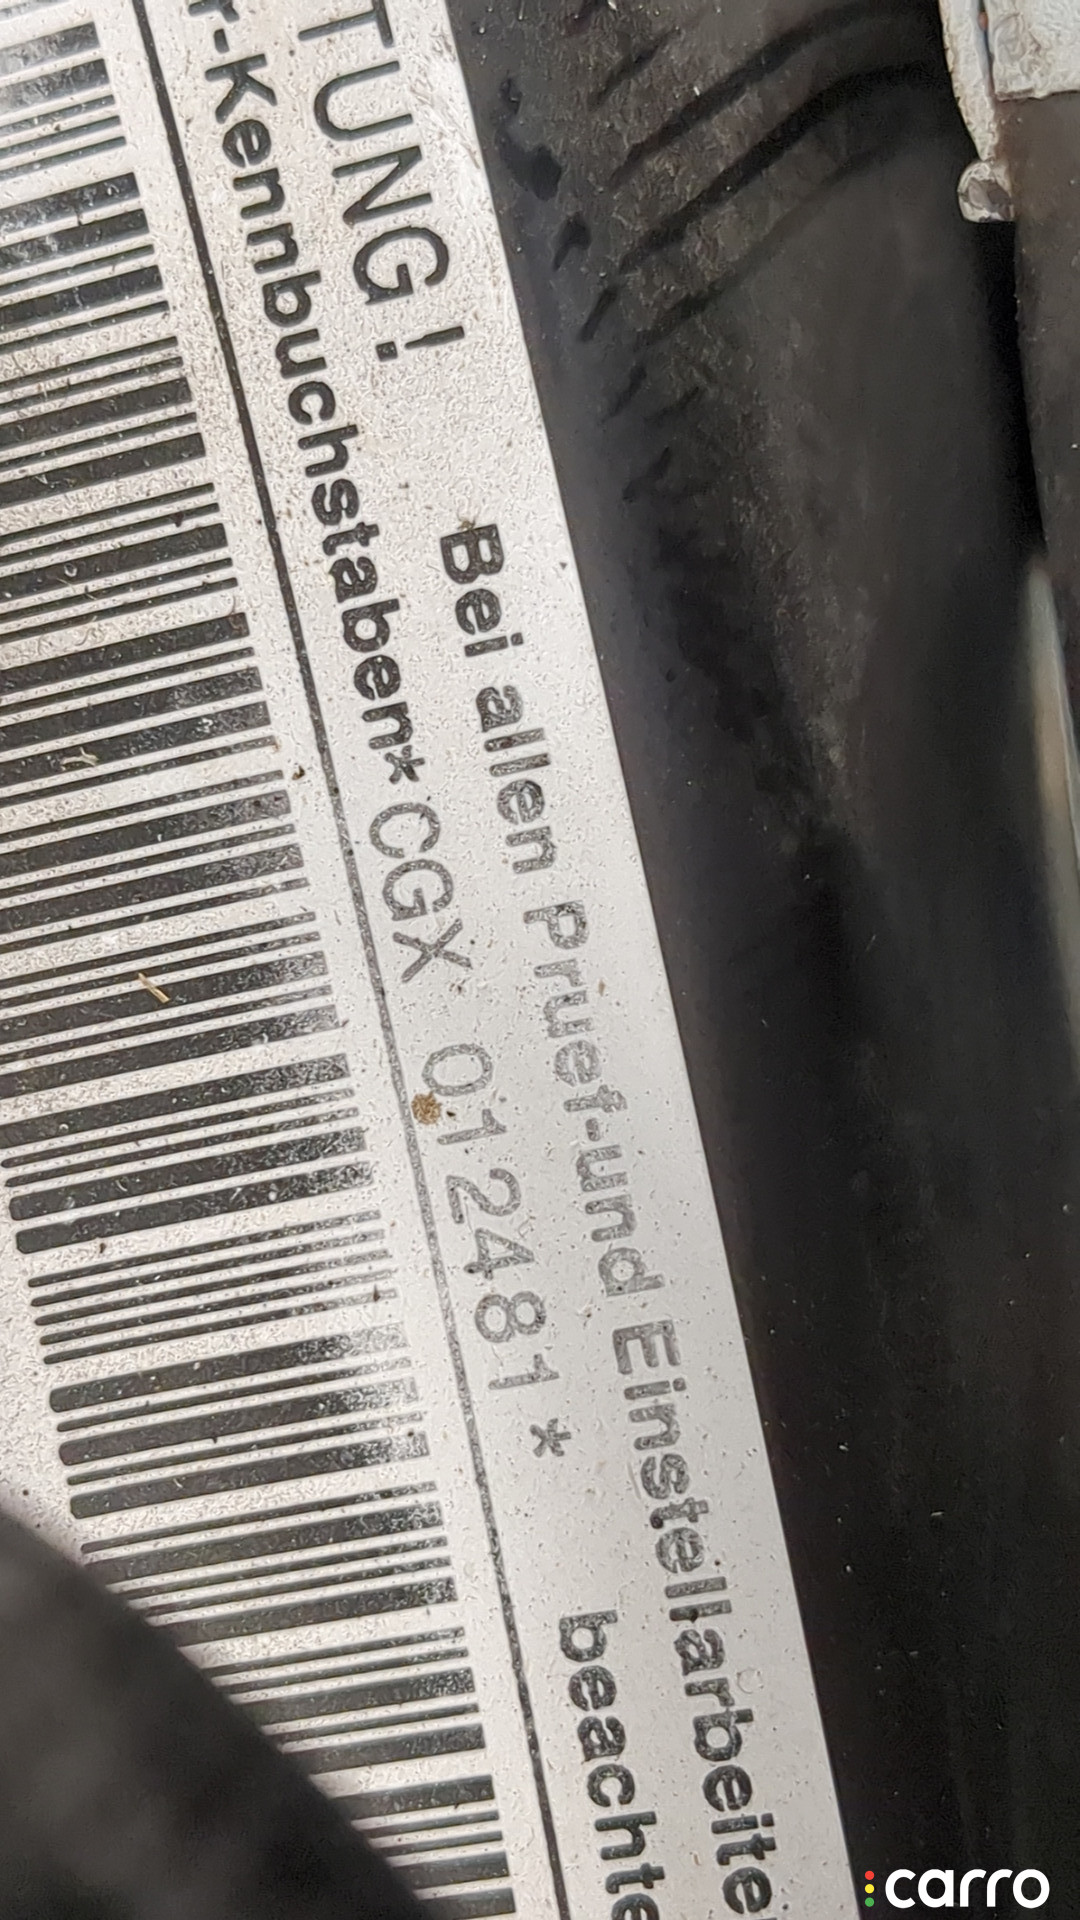 TUNG!
Bei allen Pruef-und Einstellarbeite
beachte
r-Kennbuchstaben*CGX 012481 *
carro